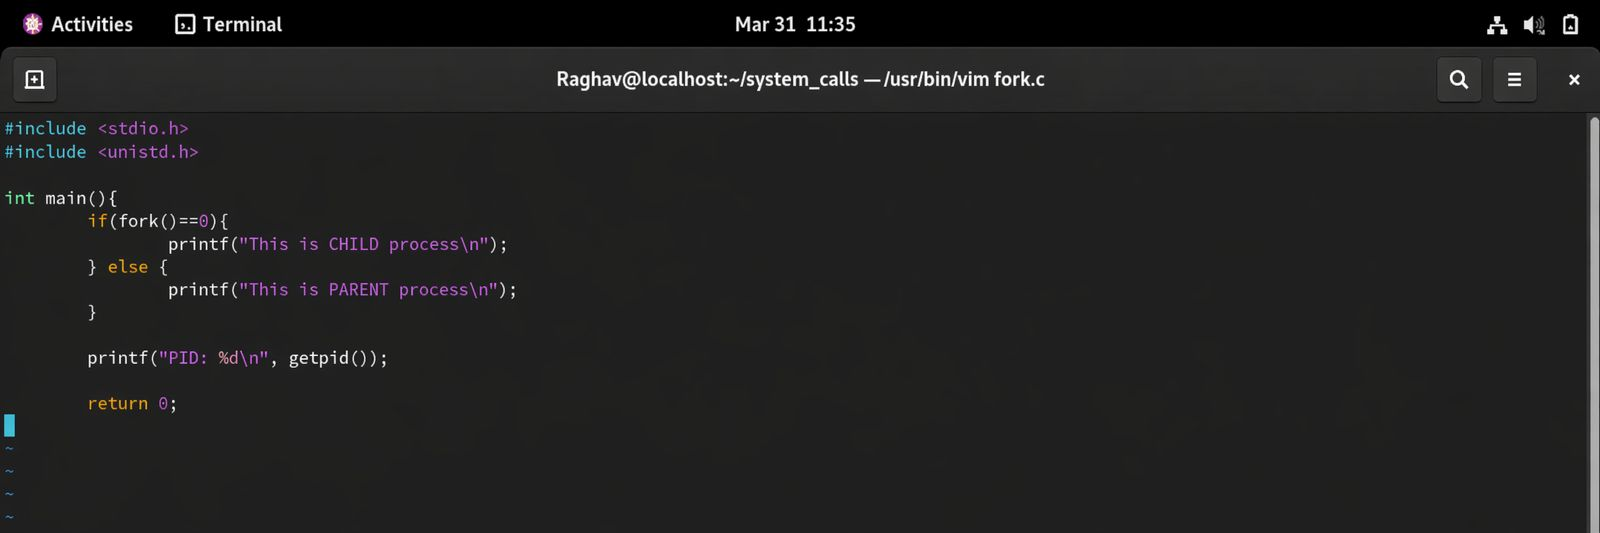 Activities Terminal Mar 31 11:35
Raghav@localhost:~/system_calls — /usr/bin/vim fork.c
#include <stdio.h>
#include <unistd.h>
int main(){
        if(fork()==0){
                printf("This is CHILD process\n");
        } else {
                printf("This is PARENT process\n");
        }
        printf("PID: %d\n", getpid());
        return 0;
~
~
~
~